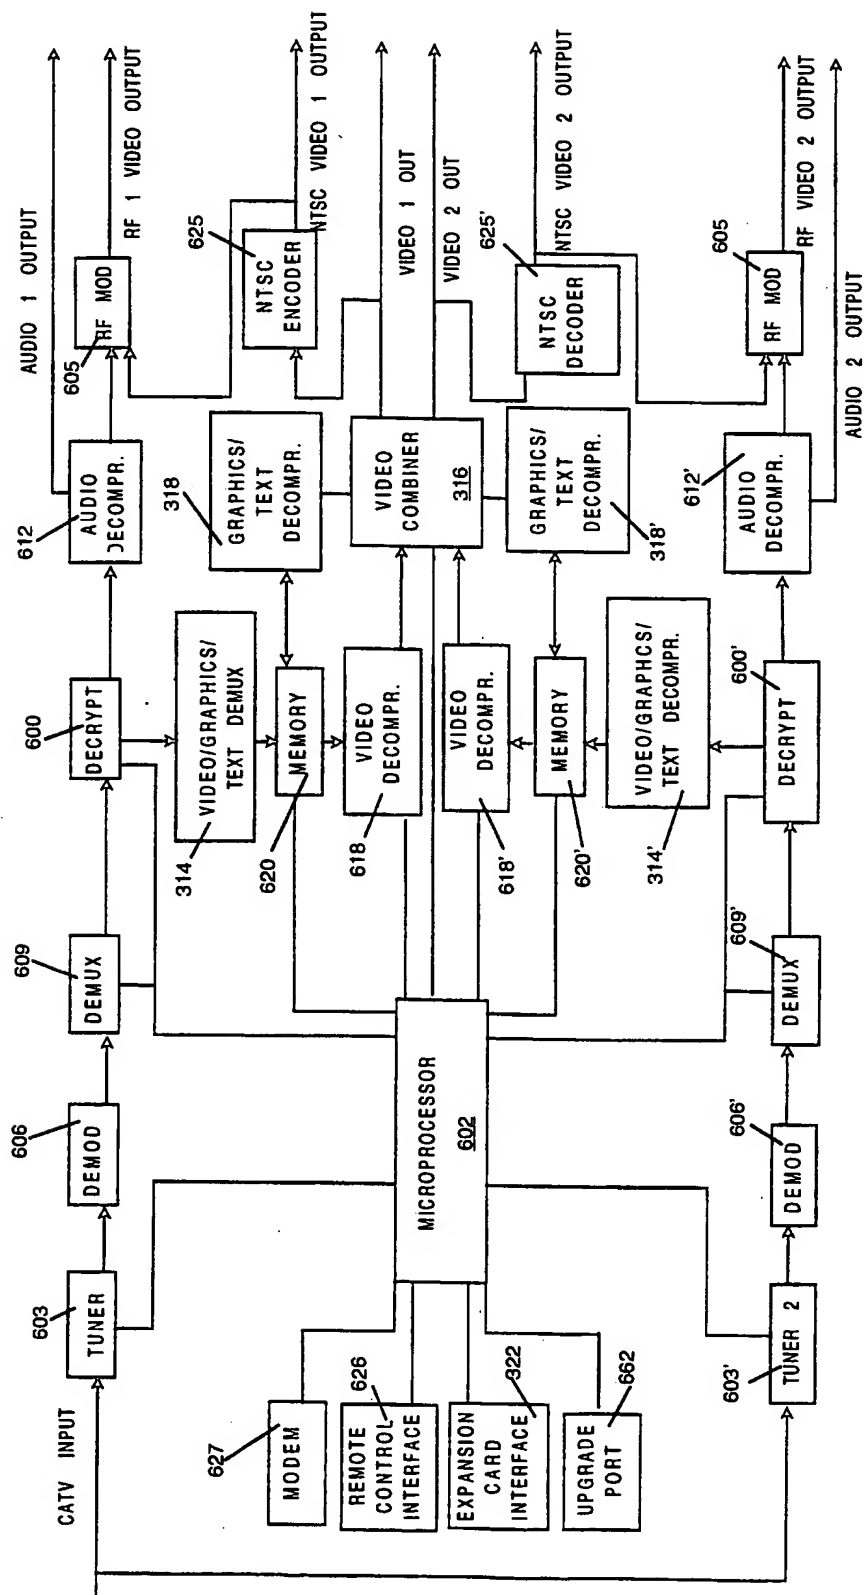 CATV INPUT
603
TUNER
606
DEMOD
609
DEMUX
600
DECRYPT
612
AUDIO
DECOMPR.
605
RF MOD
AUDIO 1 OUTPUT
RF 1 VIDEO OUTPUT
314
VIDEO/GRAPHICS/
TEXT DEMUX
318
GRAPHICS/
TEXT
DECOMPR.
625
NTSC
ENCODER
NTSC VIDEO 1 OUTPUT
620
MEMORY
618
VIDEO
DECOMPR.
VIDEO
COMBINER
316
VIDEO 1 OUT
VIDEO 2 OUT
627
MODEM
626
REMOTE
CONTROL
INTERFACE
322
EXPANSION
CARD
INTERFACE
662
UPGRADE
PORT
MICROPROCESSOR
602
618'
VIDEO
DECOMPR.
620'
MEMORY
318'
GRAPHICS/
TEXT
DECOMPR.
625'
NTSC
DECODER
NTSC VIDEO 2 OUTPUT
314'
VIDEO/GRAPHCS/
TEXT DECOMPR.
603'
TUNER 2
606'
DEMOD
609'
DEMUX
600'
DECRYPT
612'
AUDIO
DECOMPR.
605
RF MOD
RF VIDEO 2 OUTPUT
AUDIO 2 OUTPUT